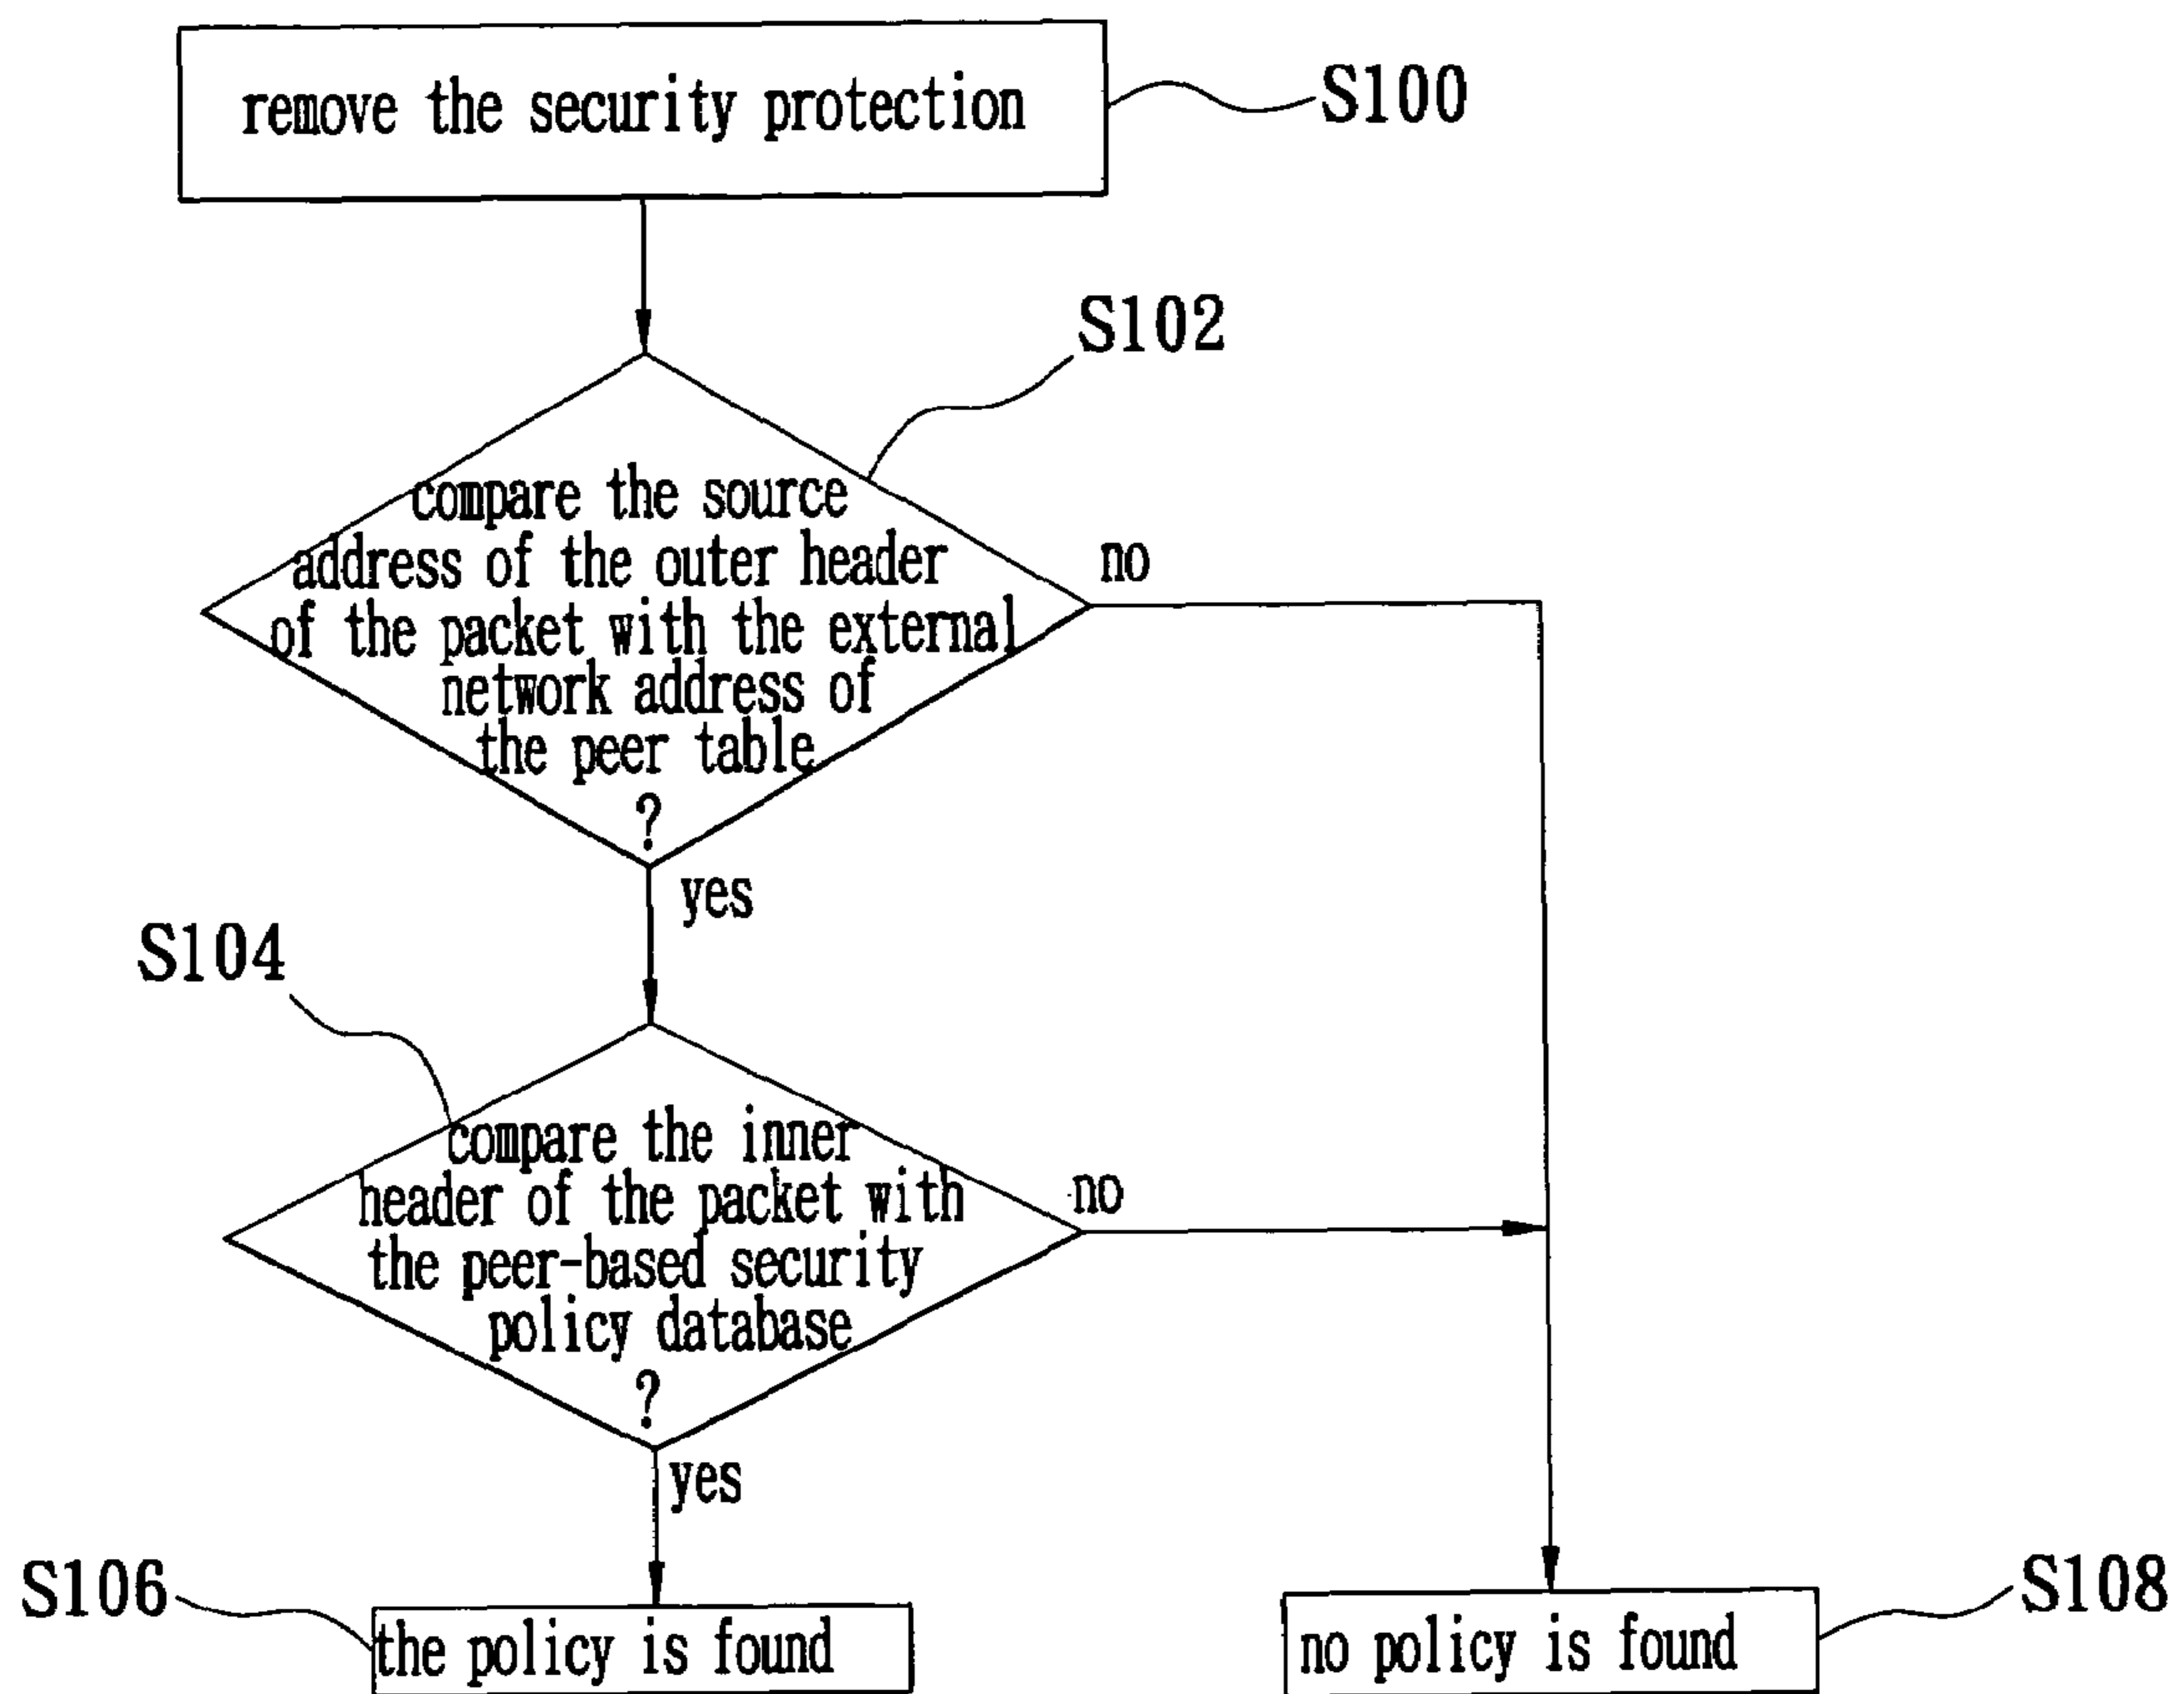 remove the security protection
S100
S102
compare the source
address of the outer header
of the packet with the external
network address of
the peer table
?
no
yes
S104
compare the inner
header of the packet with
the peer-based security
policy database
?
no
yes
S106
the policy is found
no policy is found
S108